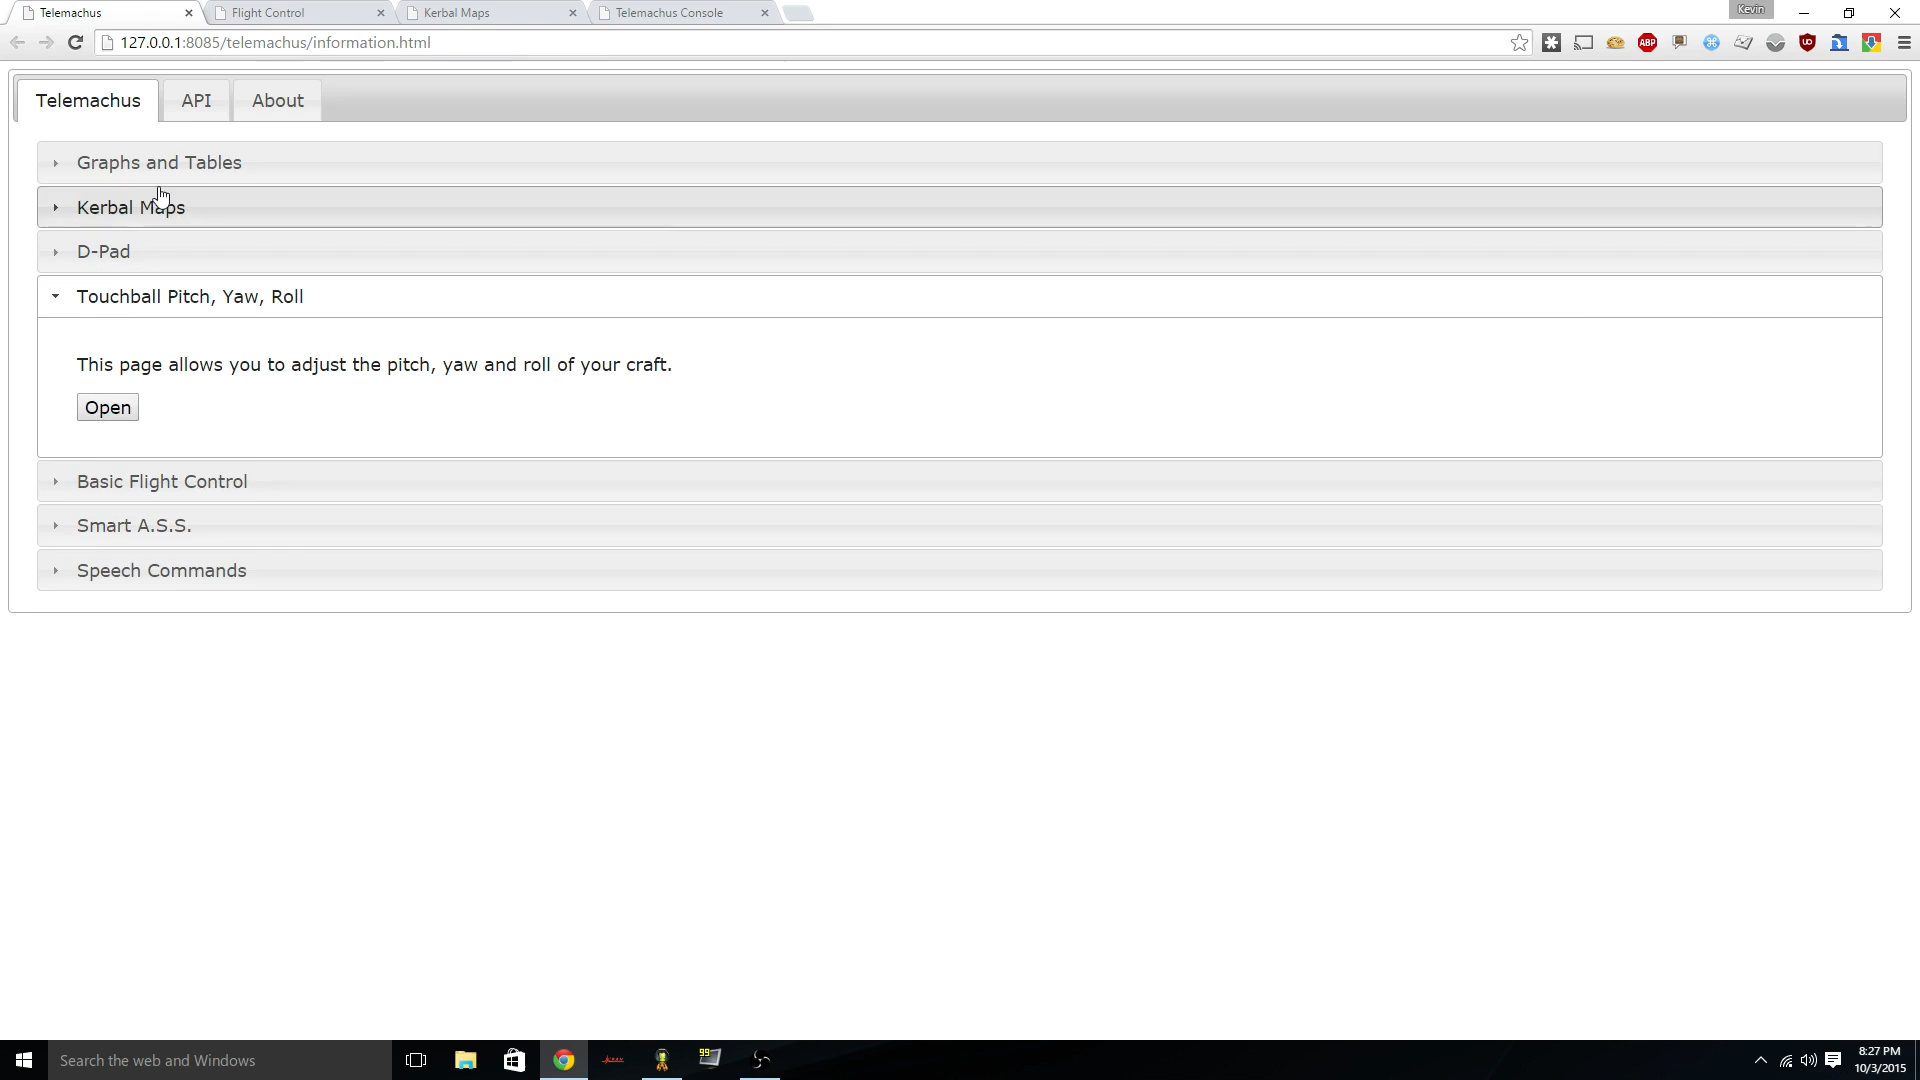 Telemachus
Flight Control
Kerbal Maps
Telemachus Console
Kevin
127.0.0.1:8085/telemachus/information.html
ABP
Telemachus
API
About
Graphs and Tables
Kerbal Maps
D-Pad
Touchball Pitch, Yaw, Roll
This page allows you to adjust the pitch, yaw and roll of your craft.
Open
Basic Flight Control
Smart A.S.S.
Speech Commands
Search the web and Windows
99
8:27 PM
10/3/2015